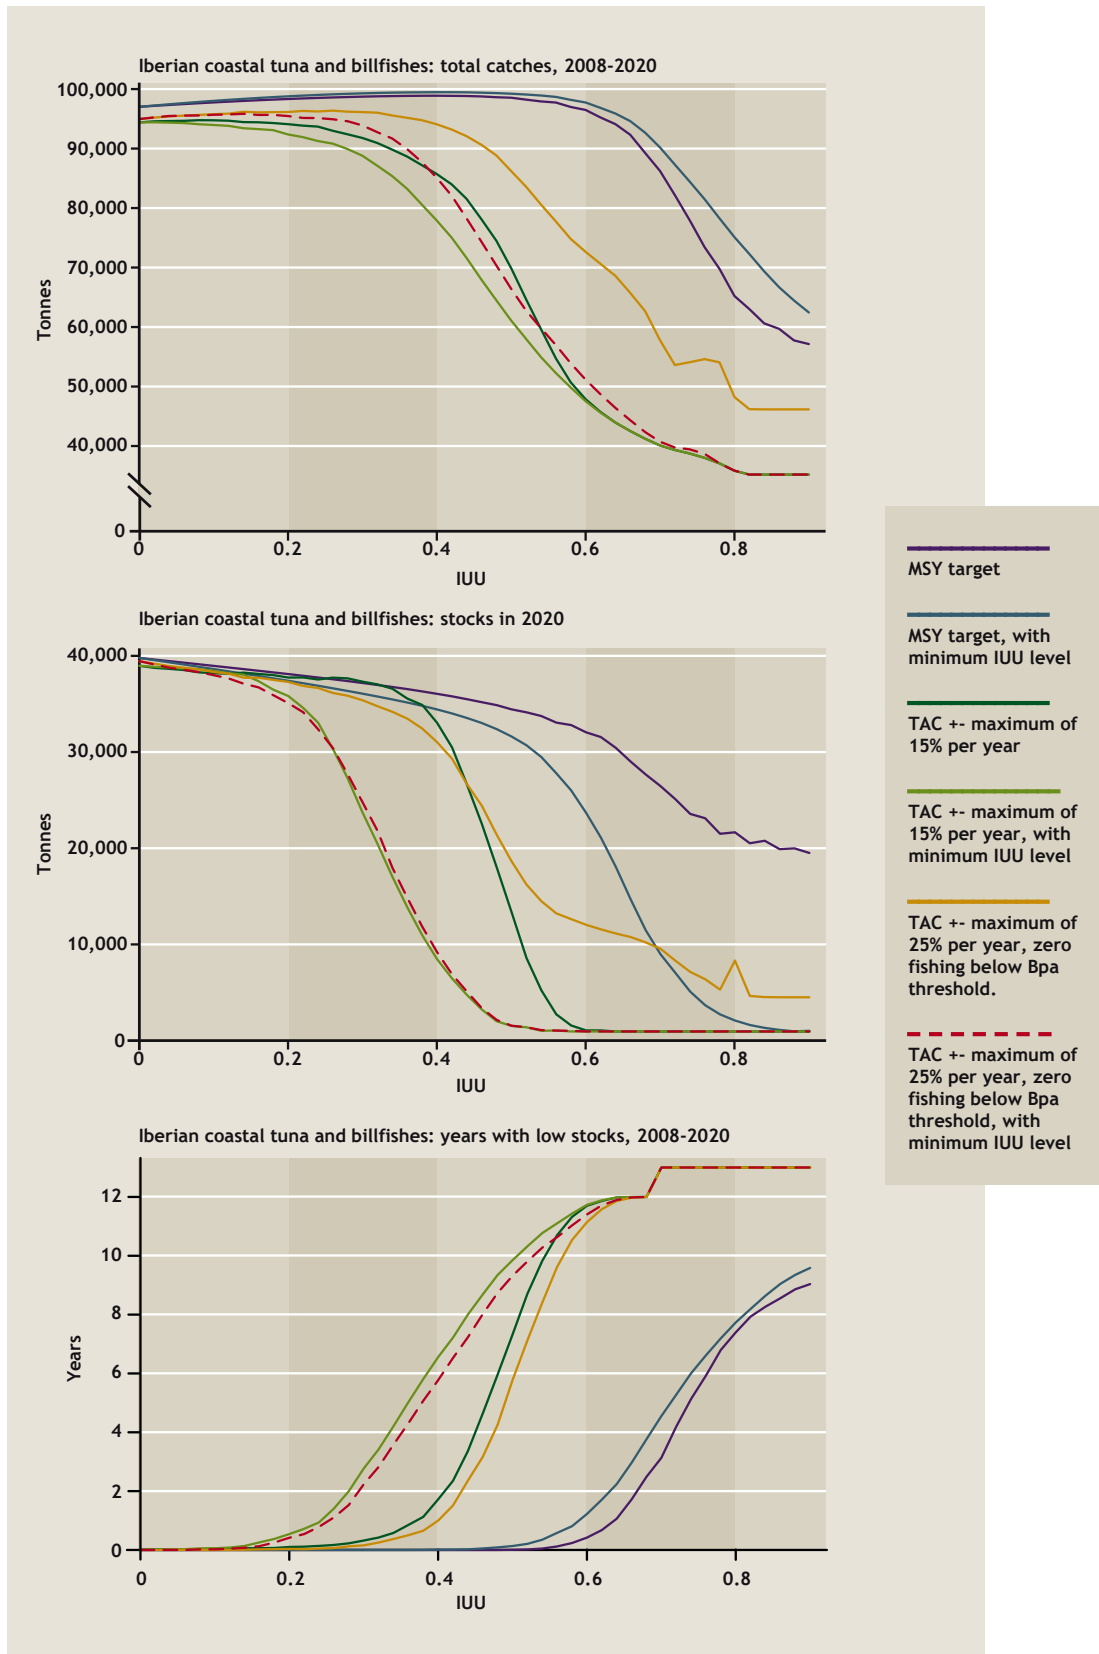 Iberian coastal tuna and billfishes: total catches, 2008-2020
100,000
90,000
80,000
70,000
60,000
50,000
40,000
0
Tonnes
0 0.2 0.4 0.6 0.8
IUU
Iberian coastal tuna and billfishes: stocks in 2020
40,000
30,000
20,000
10,000
0
Tonnes
0 0.2 0.4 0.6 0.8
IUU
Iberian coastal tuna and billfishes: years with low stocks, 2008-2020
12
10
8
6
4
2
0
Years
0 0.2 0.4 0.6 0.8
IUU
MSY target
MSY target, with
minimum IUU level
TAC +- maximum of
15% per year
TAC +- maximum of
15% per year, with
minimum IUU level
TAC +- maximum of
25% per year, zero
fishing below Bpa
threshold.
TAC +- maximum of
25% per year, zero
fishing below Bpa
threshold, with
minimum IUU level